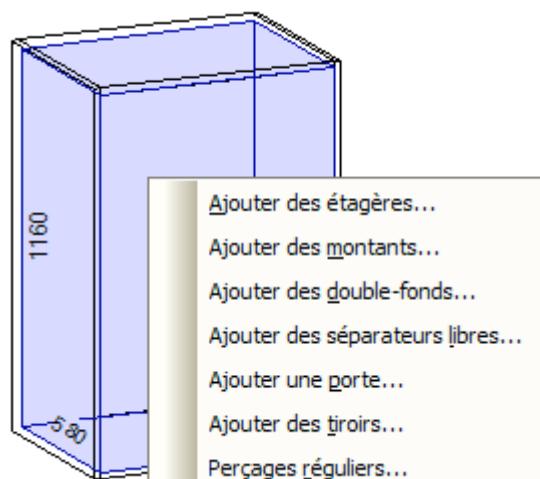 1160
580
Ajouter des étagères...
Ajouter des montants...
Ajouter des double-fonds...
Ajouter des séparateurs libres...
Ajouter une porte...
Ajouter des tiroirs...
Perçages réguliers...